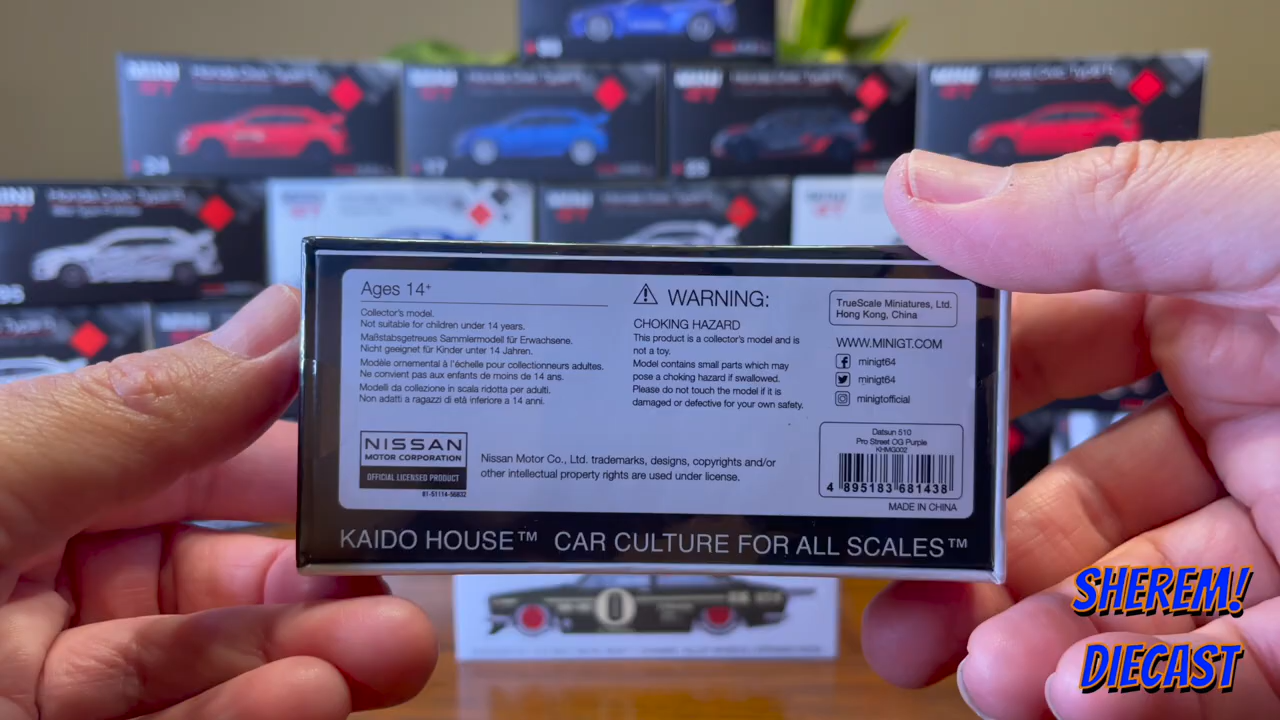 MINI GT
Honda Civic Type R
Ages 14+
Collector's model.
Not suitable for children under 14 years.
Maßstabsgetreues Sammlermodell für Erwachsene.
Nicht geeignet für Kinder unter 14 Jahren.
Modèle ornemental à l'échelle pour collectionneurs adultes.
Ne convient pas aux enfants de moins de 14 ans.
Modelli da collezione in scala ridotta per adulti.
Non adatti a ragazzi di età inferiore a 14 anni.
NISSAN
MOTOR CORPORATION
OFFICIAL LICENSED PRODUCT
Nissan Motor Co., Ltd. trademarks, designs, copyrights and/or
other intellectual property rights are used under license.
WARNING:
CHOKING HAZARD
This product is a collector's model and is
not a toy.
Model contains small parts which may
pose a choking hazard if swallowed.
Please do not touch the model if it is
damaged or defective for your own safety.
TrueScale Miniatures, Ltd.
Hong Kong, China
WWW.MINIGT.COM
minigt64
minigt64
minigtofficial
Datsun 510
Pro Street OG Purple
KHMG002
4 895183 681438
MADE IN CHINA
KAIDO HOUSE™ CAR CULTURE FOR ALL SCALES™
0
SHEREM!
DIECAST